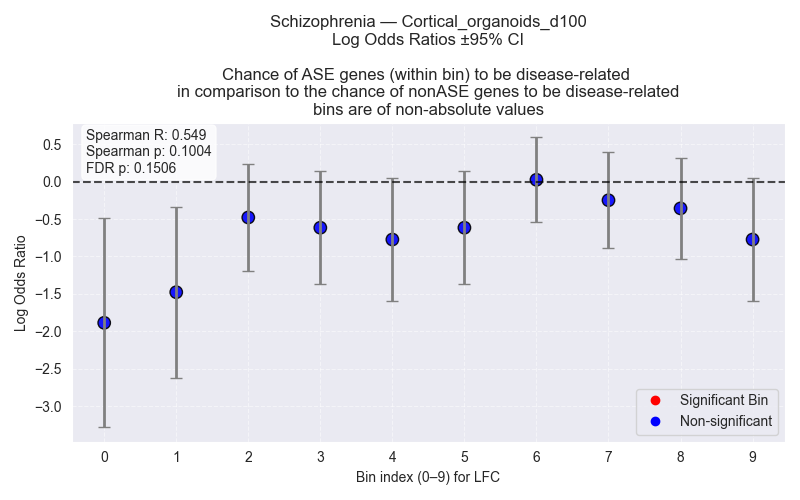 Schizophrenia — Cortical_organoids_d100
Log Odds Ratios ±95% CI
Chance of ASE genes (within bin) to be disease-related
in comparison to the chance of nonASE genes to be disease-related
bins are of non-absolute values
Spearman R: 0.549
Spearman p: 0.1004
FDR p: 0.1506
0.5
0.0
−0.5
−1.0
−1.5
−2.0
−2.5
−3.0
Log Odds Ratio
Significant Bin
Non-significant
0 1 2 3 4 5 6 7 8 9
Bin index (0–9) for LFC